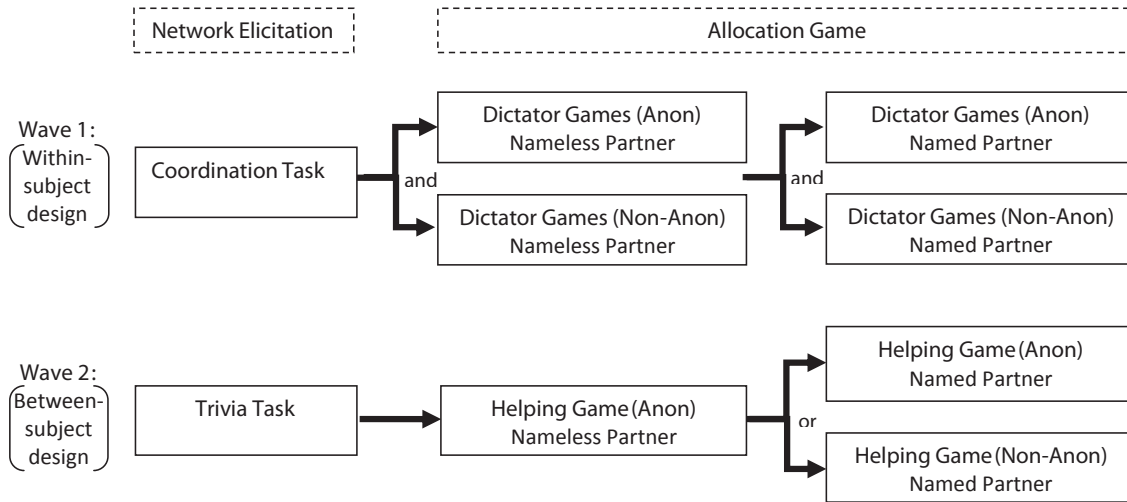 Network Elicitation
Allocation Game
Wave 1:
Within-
subject
design
Coordination Task
and
Dictator Games (Anon)
Nameless Partner
Dictator Games (Non-Anon)
Nameless Partner
and
Dictator Games (Anon)
Named Partner
Dictator Games (Non-Anon)
Named Partner
Wave 2:
Between-
subject
design
Trivia Task
Helping Game (Anon)
Nameless Partner
or
Helping Game (Anon)
Named Partner
Helping Game (Non-Anon)
Named Partner